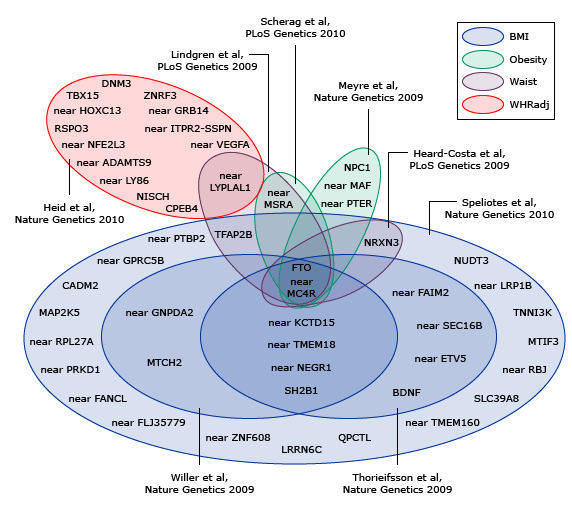 Scherag et al,
PLoS Genetics 2010
Lindgren et al,
PLoS Genetics 2009
Meyre et al,
Nature Genetics 2009
BMI
Obesity
Waist
WHRadj
DNM3
TBX15
ZNRF3
near HOXC13
near GRB14
RSPO3
near ITPR2-SSPN
near NFE2L3
near VEGFA
near ADAMTS9
near LY86
NISCH
CPEB4
near
LYPLAL1
near
MSRA
NPC1
near MAF
near PTER
Heard-Costa et al,
PLoS Genetics 2009
Heid et al,
Nature Genetics 2010
Speliotes et al,
Nature Genetics 2010
TFAP2B
NRXN3
near PTBP2
near GPRC5B
CADM2
MAP2K5
near RPL27A
near PRKD1
near FANCL
near FLJ35779
near ZNF608
LRRN6C
QPCTL
near TMEM160
SLC39A8
near RBJ
MTIF3
TNNI3K
near LRP1B
NUDT3
FTO
near
MC4R
near GNPDA2
MTCH2
near KCTD15
near TMEM18
near NEGR1
SH2B1
near FAIM2
near SEC16B
near ETV5
BDNF
Willer et al,
Nature Genetics 2009
Thorieifsson et al,
Nature Genetics 2009